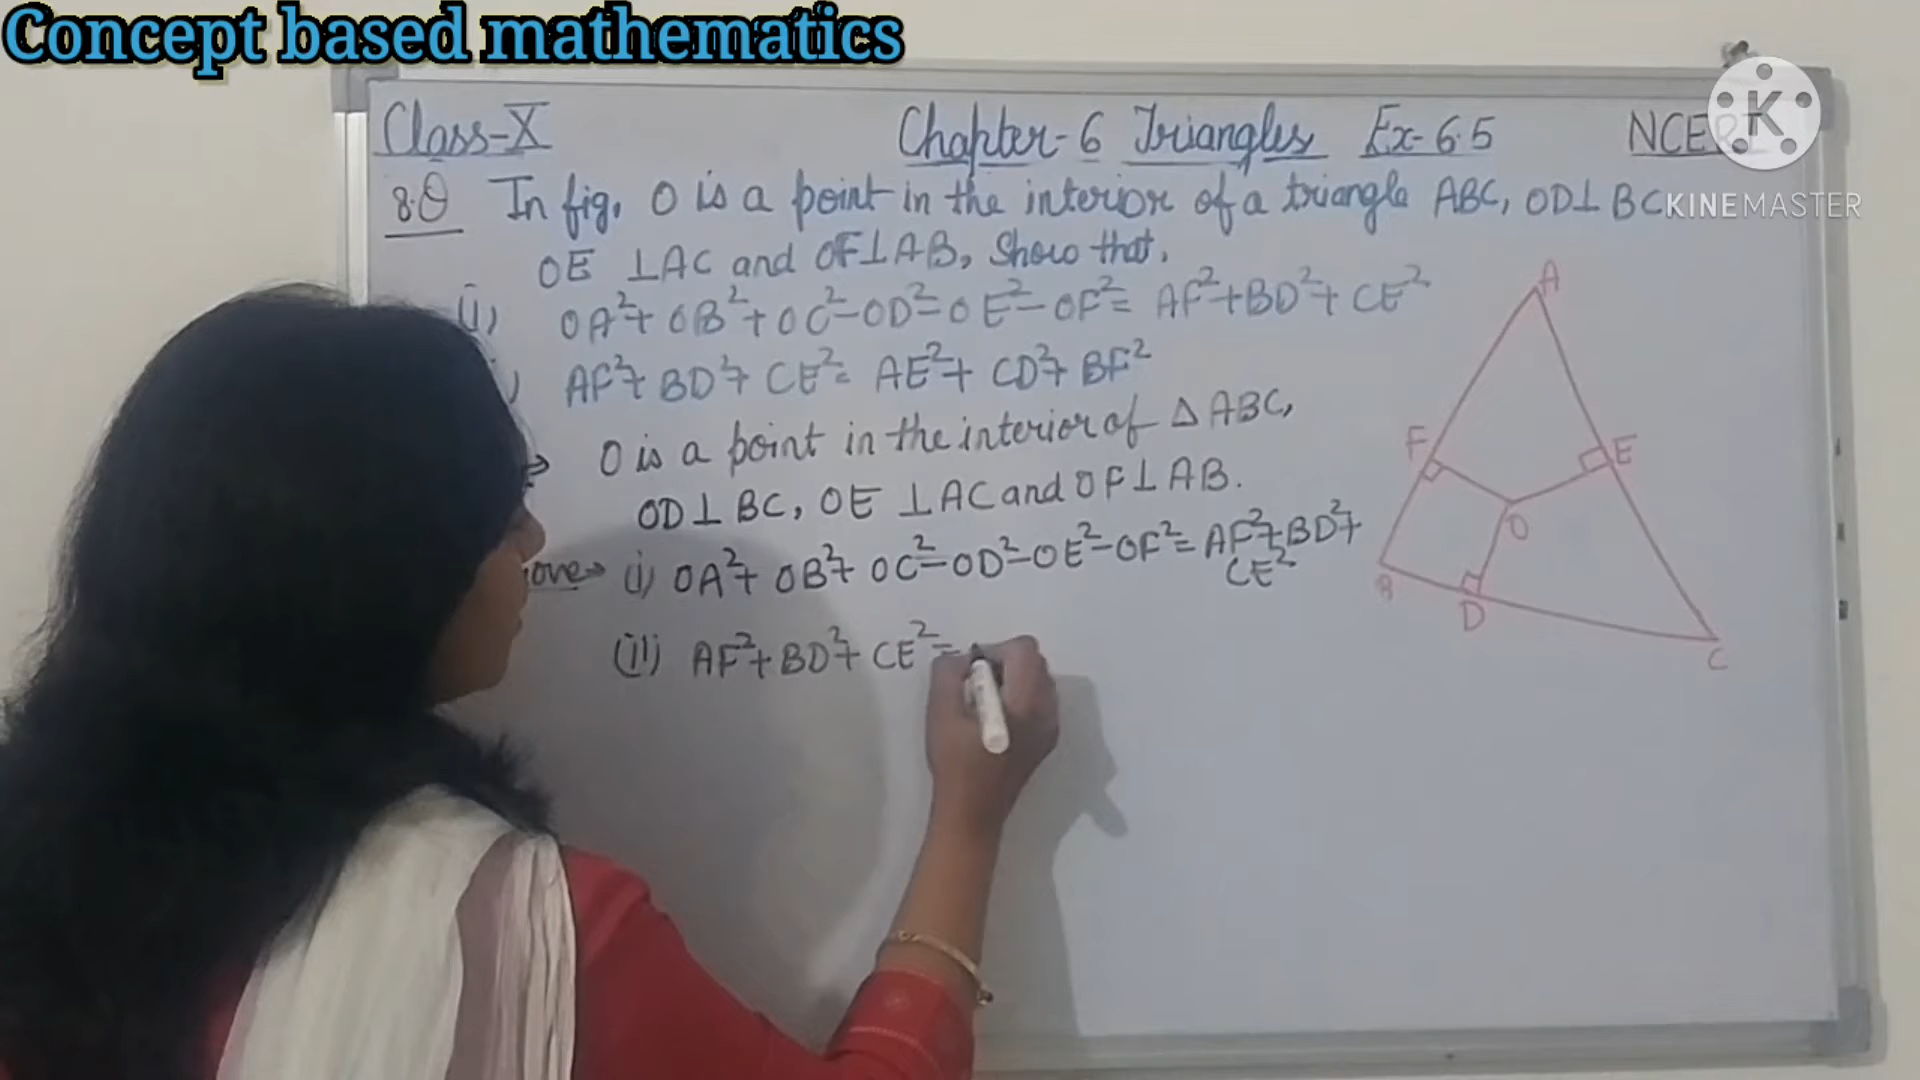 Concept based mathematics
Class-X Chapter-6 Triangles Ex-6.5 NCERT
8.Q In fig. O is a point in the interior of a triangle ABC, OD⊥BC
KINEMASTER
OE ⊥AC and OF⊥AB, Show that.
(i) OA²+OB²+OC²-OD²-OE²-OF²= AF²+BD²+CE²
) AF²+BD²+CE²= AE²+CD²+BF²
⇒ O is a point in the interior of Δ ABC,
OD⊥BC, OE ⊥AC and OF⊥AB.
(i) OA²+OB²+OC²-OD²-OE²-OF²= AF²+BD²+
CE²
(ii) AF²+BD²+CE²=
A
F
E
O
B
D
C
K